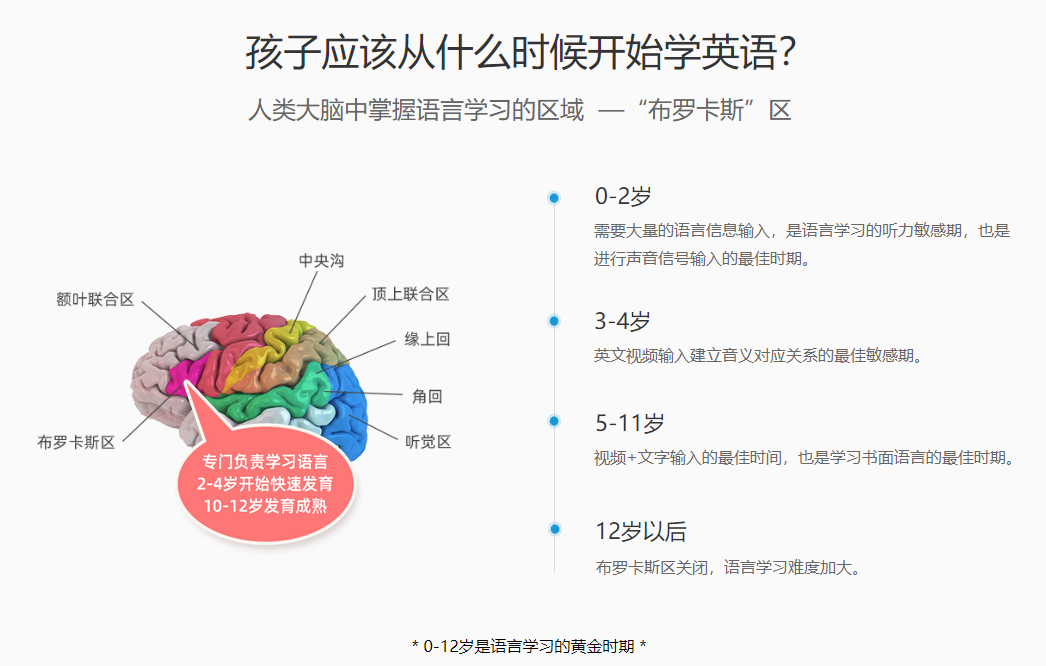 孩子应该从什么时候开始学英语？
人类大脑中掌握语言学习的区域 —“布罗卡斯”区
中央沟
额叶联合区
顶上联合区
缘上回
角回
布罗卡斯区
听觉区
专门负责学习语言
2-4岁开始快速发育
10-12岁发育成熟
0-2岁
需要大量的语言信息输入，是语言学习的听力敏感期，也是
进行声音信号输入的最佳时期。
3-4岁
英文视频输入建立音义对应关系的最佳敏感期。
5-11岁
视频+文字输入的最佳时间，也是学习书面语言的最佳时期。
12岁以后
布罗卡斯区关闭，语言学习难度加大。
* 0-12岁是语言学习的黄金时期 *